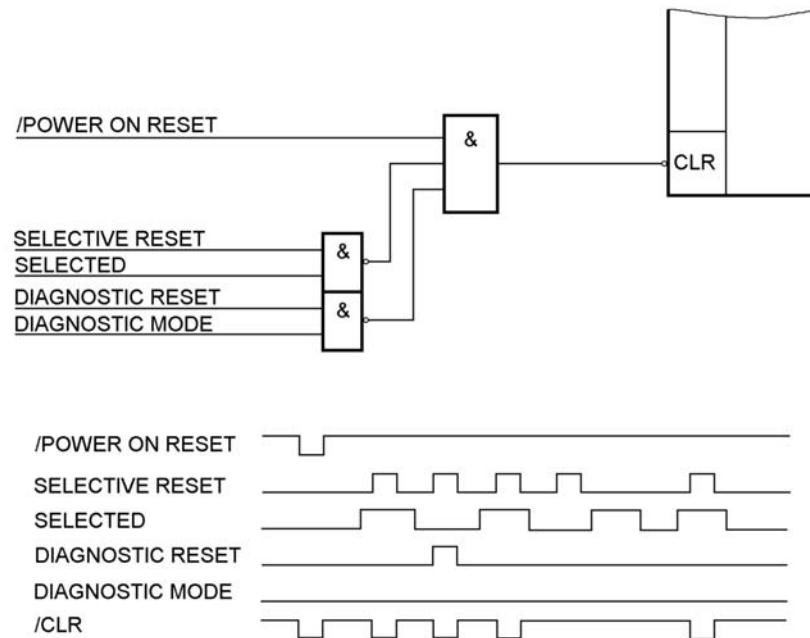 /POWER ON RESET
&
CLR
SELECTIVE RESET
&
SELECTED
DIAGNOSTIC RESET
&
DIAGNOSTIC MODE
/POWER ON RESET
SELECTIVE RESET
SELECTED
DIAGNOSTIC RESET
DIAGNOSTIC MODE
/CLR